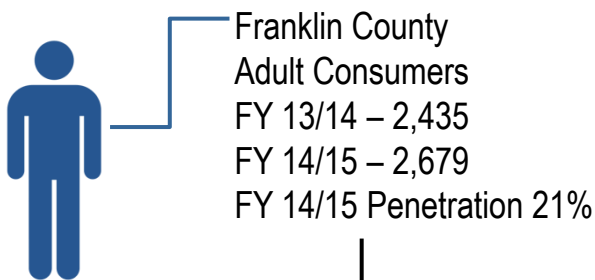 Franklin County
Adult Consumers
FY 13/14 – 2,435
FY 14/15 – 2,679
FY 14/15 Penetration 21%